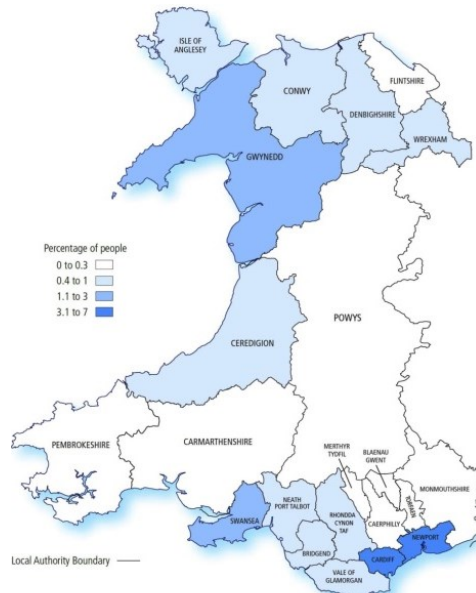 ISLE OF
ANGLESEY
FLINTSHIRE
CONWY
DENBIGHSHIRE
WREXHAM
GWYNEDD
Percentage of people
0 to 0.3
0.4 to 1
1.1 to 3
3.1 to 7
POWYS
CEREDIGION
PEMBROKESHIRE
CARMARTHENSHIRE
MERTHYR
TYDFIL
BLAENAU
GWENT
MONMOUTHSHIRE
TORFAEN
NEATH
PORT TALBOT
RHONDDA
CYNON
TAF
CAERPHILLY
SWANSEA
BRIDGEND
NEWPORT
CARDIFF
VALE OF
GLAMORGAN
Local Authority Boundary